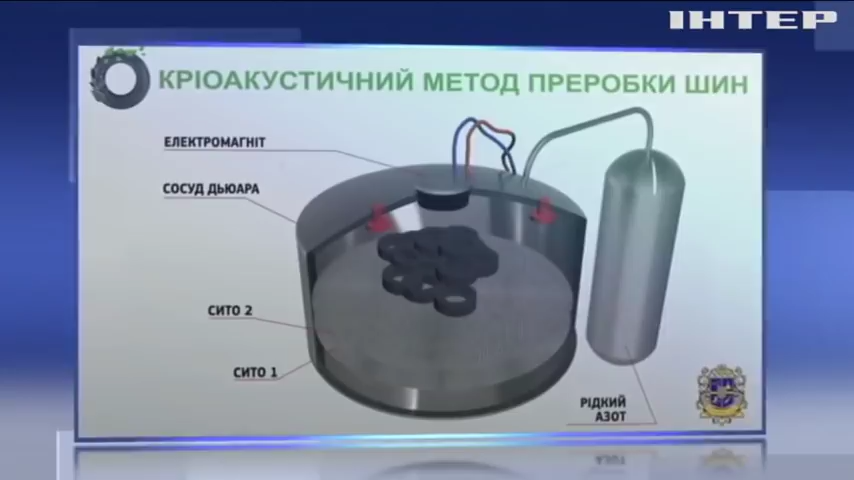 ІНТЕР
КРІОАКУСТИЧНИЙ МЕТОД ПРЕРОБКИ ШИН
ЕЛЕКТРОМАГНІТ
СОСУД ДЬЮАРА
СИТО 2
СИТО 1
РІДКИЙ
АЗОТ